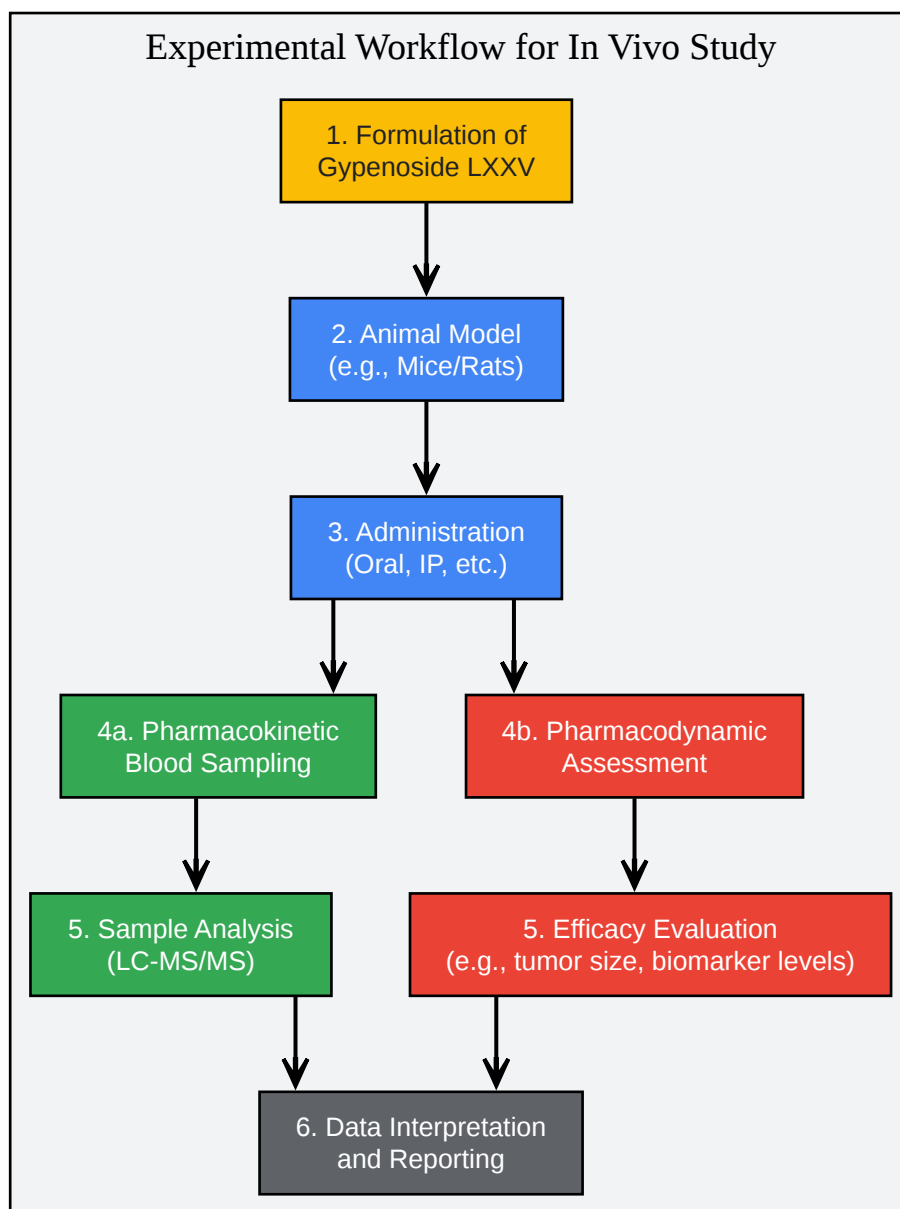 Experimental Workflow for In Vivo Study
1. Formulation of
Gypenoside LXXV
2. Animal Model
(e.g., Mice/Rats)
3. Administration
(Oral, IP, etc.)
4a. Pharmacokinetic
Blood Sampling
4b. Pharmacodynamic
Assessment
5. Sample Analysis
(LC-MS/MS)
5. Efficacy Evaluation
(e.g., tumor size, biomarker levels)
6. Data Interpretation
and Reporting